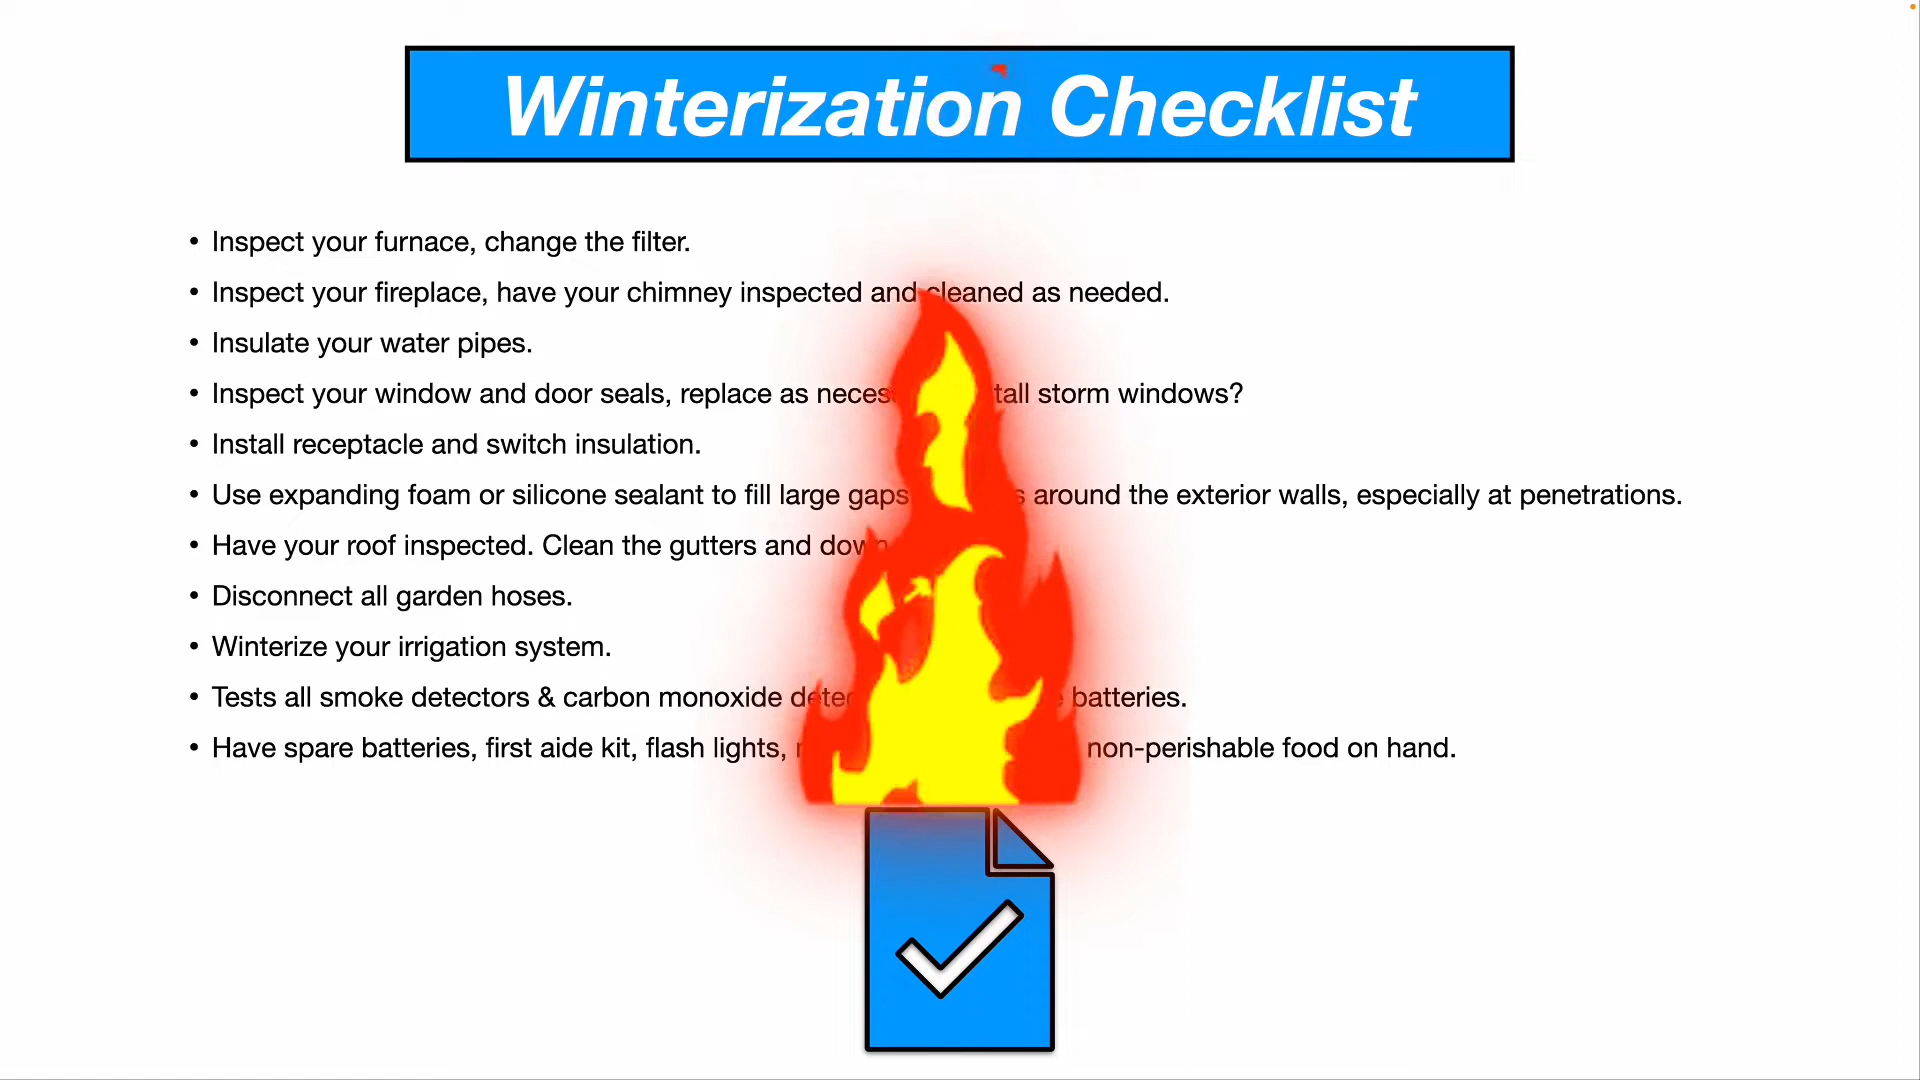 Winterization Checklist
• Inspect your furnace, change the filter.
• Inspect your fireplace, have your chimney inspected and cleaned as needed.
• Insulate your water pipes.
• Inspect your window and door seals, replace as storm windows?
• Install receptacle and switch insulation.
• Use expanding foam or silicone sealant to fill large gaps around the exterior walls, especially at penetrations.
• Have your roof inspected. Clean the gutters and
• Disconnect all garden hoses.
• Winterize your irrigation system.
• Tests all smoke detectors & carbon monoxide batteries.
• Have spare batteries, first aide kit, flash lights, non-perishable food on hand.